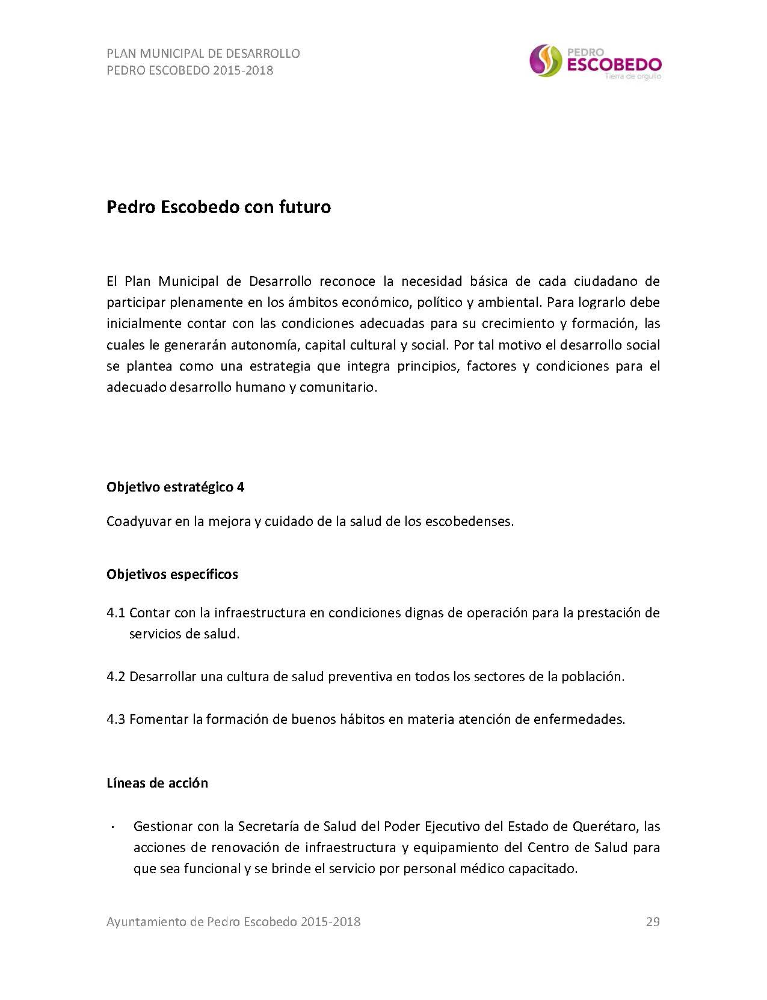 PLAN MUNICIPAL DE DESARROLLO
PEDRO ESCOBEDO 2015-2018
PEDRO
ESCOBEDO
Tierra de orgullo
Pedro Escobedo con futuro
El Plan Municipal de Desarrollo reconoce la necesidad básica de cada ciudadano de
participar plenamente en los ámbitos económico, político y ambiental. Para lograrlo debe
inicialmente contar con las condiciones adecuadas para su crecimiento y formación, las
cuales le generarán autonomía, capital cultural y social. Por tal motivo el desarrollo social
se plantea como una estrategia que integra principios, factores y condiciones para el
adecuado desarrollo humano y comunitario.
Objetivo estratégico 4
Coadyuvar en la mejora y cuidado de la salud de los escobedenses.
Objetivos específicos
4.1 Contar con la infraestructura en condiciones dignas de operación para la prestación de
servicios de salud.
4.2 Desarrollar una cultura de salud preventiva en todos los sectores de la población.
4.3 Fomentar la formación de buenos hábitos en materia atención de enfermedades.
Líneas de acción
· Gestionar con la Secretaría de Salud del Poder Ejecutivo del Estado de Querétaro, las
acciones de renovación de infraestructura y equipamiento del Centro de Salud para
que sea funcional y se brinde el servicio por personal médico capacitado.
Ayuntamiento de Pedro Escobedo 2015-2018 29